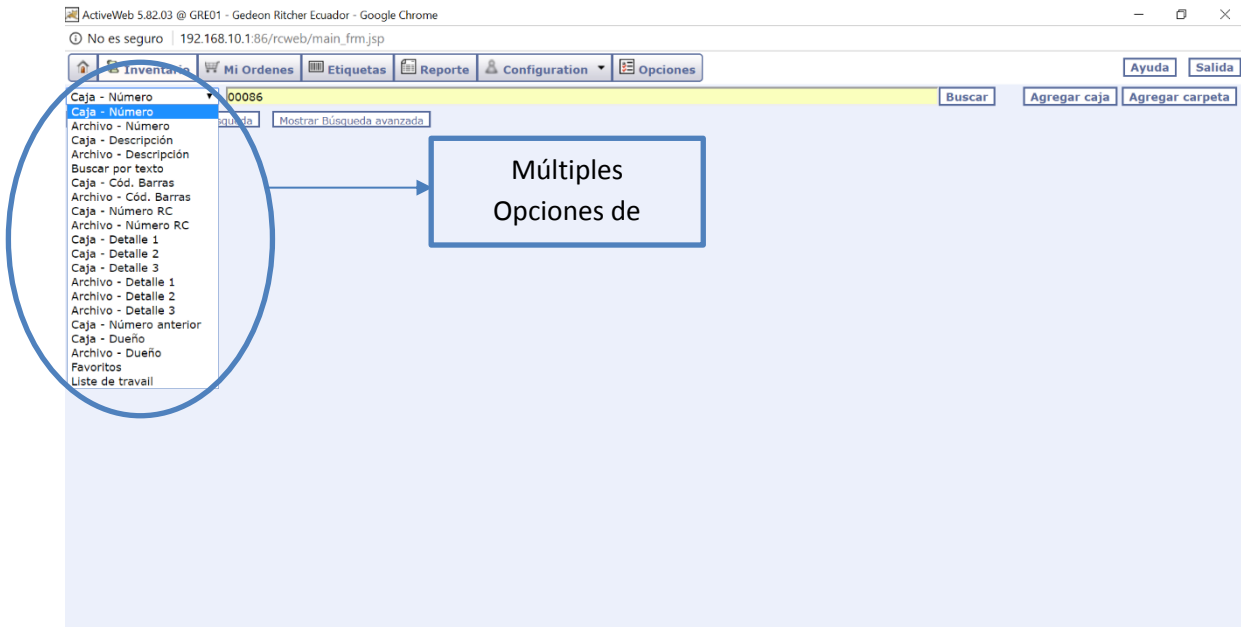 ActiveWeb 5.82.03 @ GRE01 - Gedeon Ritcher Ecuador - Google Chrome
No es seguro 192.168.10.1:86/rcweb/main_frm.jsp
Inventario Mi Ordenes Etiquetas Reporte Configuration Opciones Ayuda Salida
Caja - Número 00086 Buscar Agregar caja Agregar carpeta
Caja - Número
Archivo - Número
Mostrar Búsqueda avanzada
Caja - Descripción
Archivo - Descripción
Buscar por texto
Caja - Cód. Barras
Archivo - Cód. Barras
Caja - Número RC
Archivo - Número RC
Caja - Detalle 1
Caja - Detalle 2
Caja - Detalle 3
Archivo - Detalle 1
Archivo - Detalle 2
Archivo - Detalle 3
Caja - Número anterior
Caja - Dueño
Archivo - Dueño
Favoritos
Liste de travail
Múltiples
Opciones de